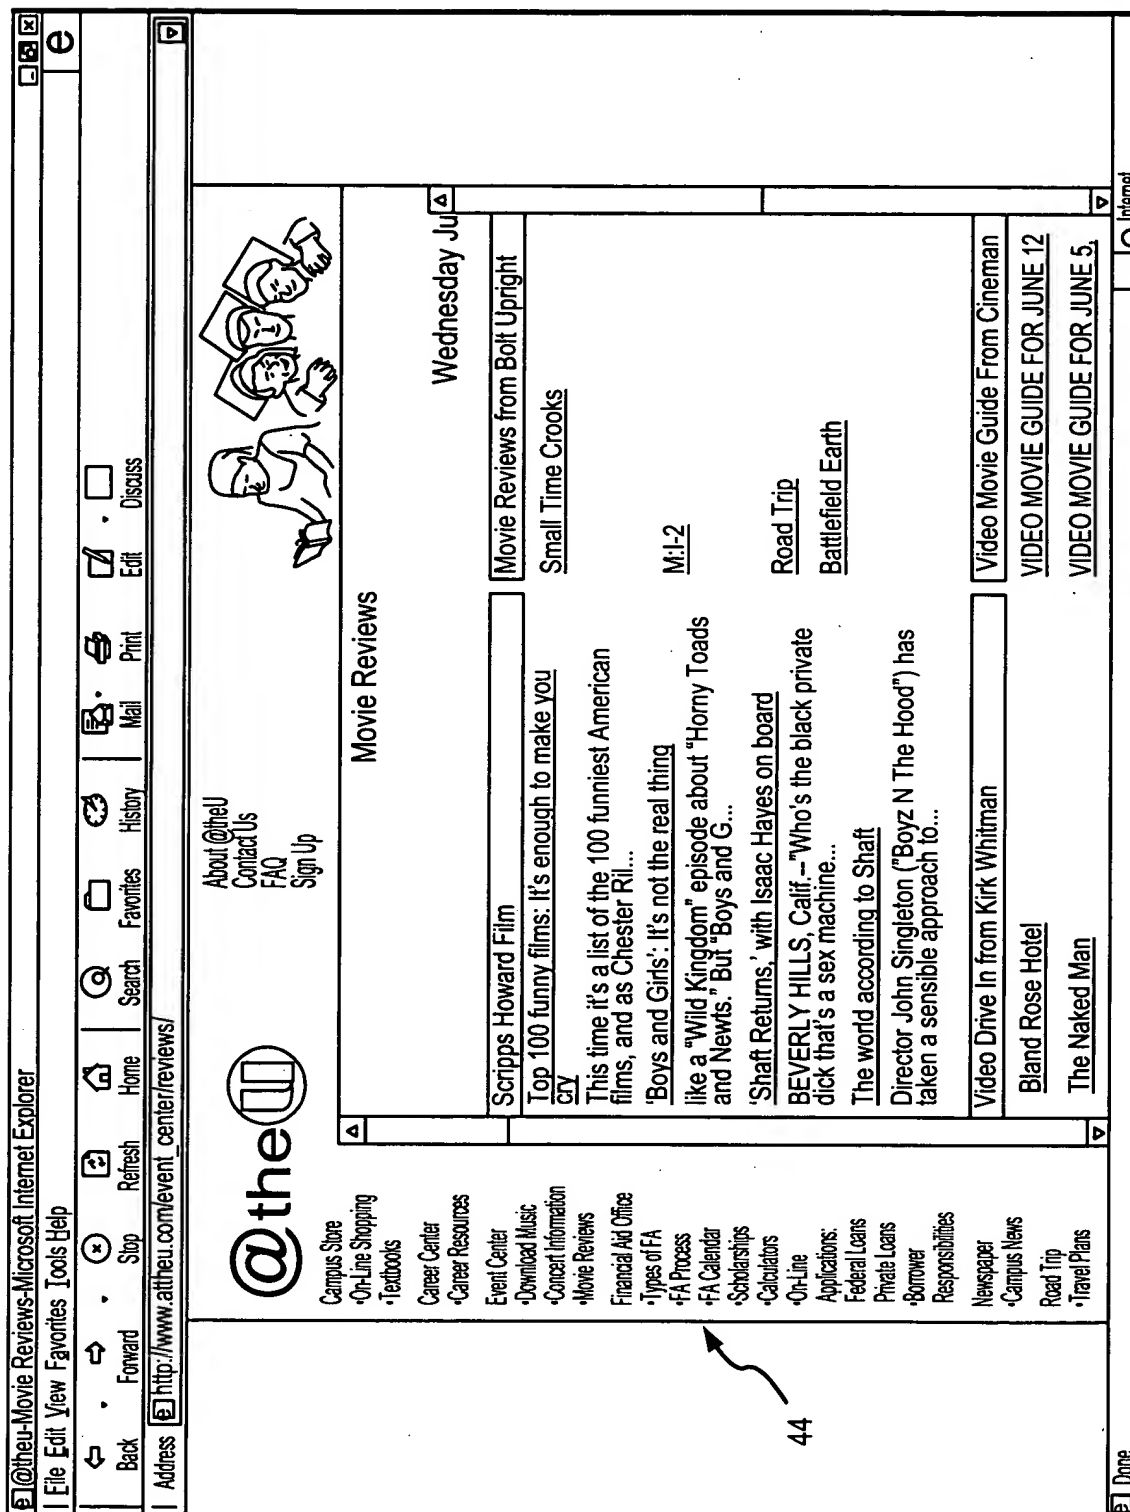 @theu-Movie Reviews-Microsoft Internet Explorer
File Edit View Favorites Tools Help
Back Forward Stop Refresh Home Search Favorites History Mail Print Edit Discuss
Address http://www.attheu.com/event_center/reviews/
@the
About @theU
Contact Us
FAQ
Sign Up
Campus Store
•On-Line Shopping
•Textbooks
Career Center
•Career Resources
Event Center
•Download Music
•Concert Information
•Movie Reviews
Financial Aid Office
•Types of FA
•FA Process
•FA Calendar
•Scholarships
•Calculators
•On-Line
Applications:
Federal Loans
Private Loans
•Borrower
Responsibilities
Newspaper
•Campus News
Road Trip
•Travel Plans
44
Movie Reviews
Wednesday Ju
Scripps Howard Film
Top 100 funny films: It's enough to make you
cry
This time it's a list of the 100 funniest American
films, and as Chester Ril...
'Boys and Girls': It's not the real thing
like a "Wild Kingdom" episode about "Horny Toads
and Newts." But "Boys and G...
'Shaft Returns,' with Isaac Hayes on board
BEVERLY HILLS, Calif.--"Who's the black private
dick that's a sex machine...
The world according to Shaft
Director John Singleton ("Boyz N The Hood") has
taken a sensible approach to...
Movie Reviews from Bolt Upright
Small Time Crooks
M:I-2
Road Trip
Battlefield Earth
Video Drive In from Kirk Whitman
Bland Rose Hotel
The Naked Man
Video Movie Guide From Cineman
VIDEO MOVIE GUIDE FOR JUNE 12
VIDEO MOVIE GUIDE FOR JUNE 5,
Done
Internet